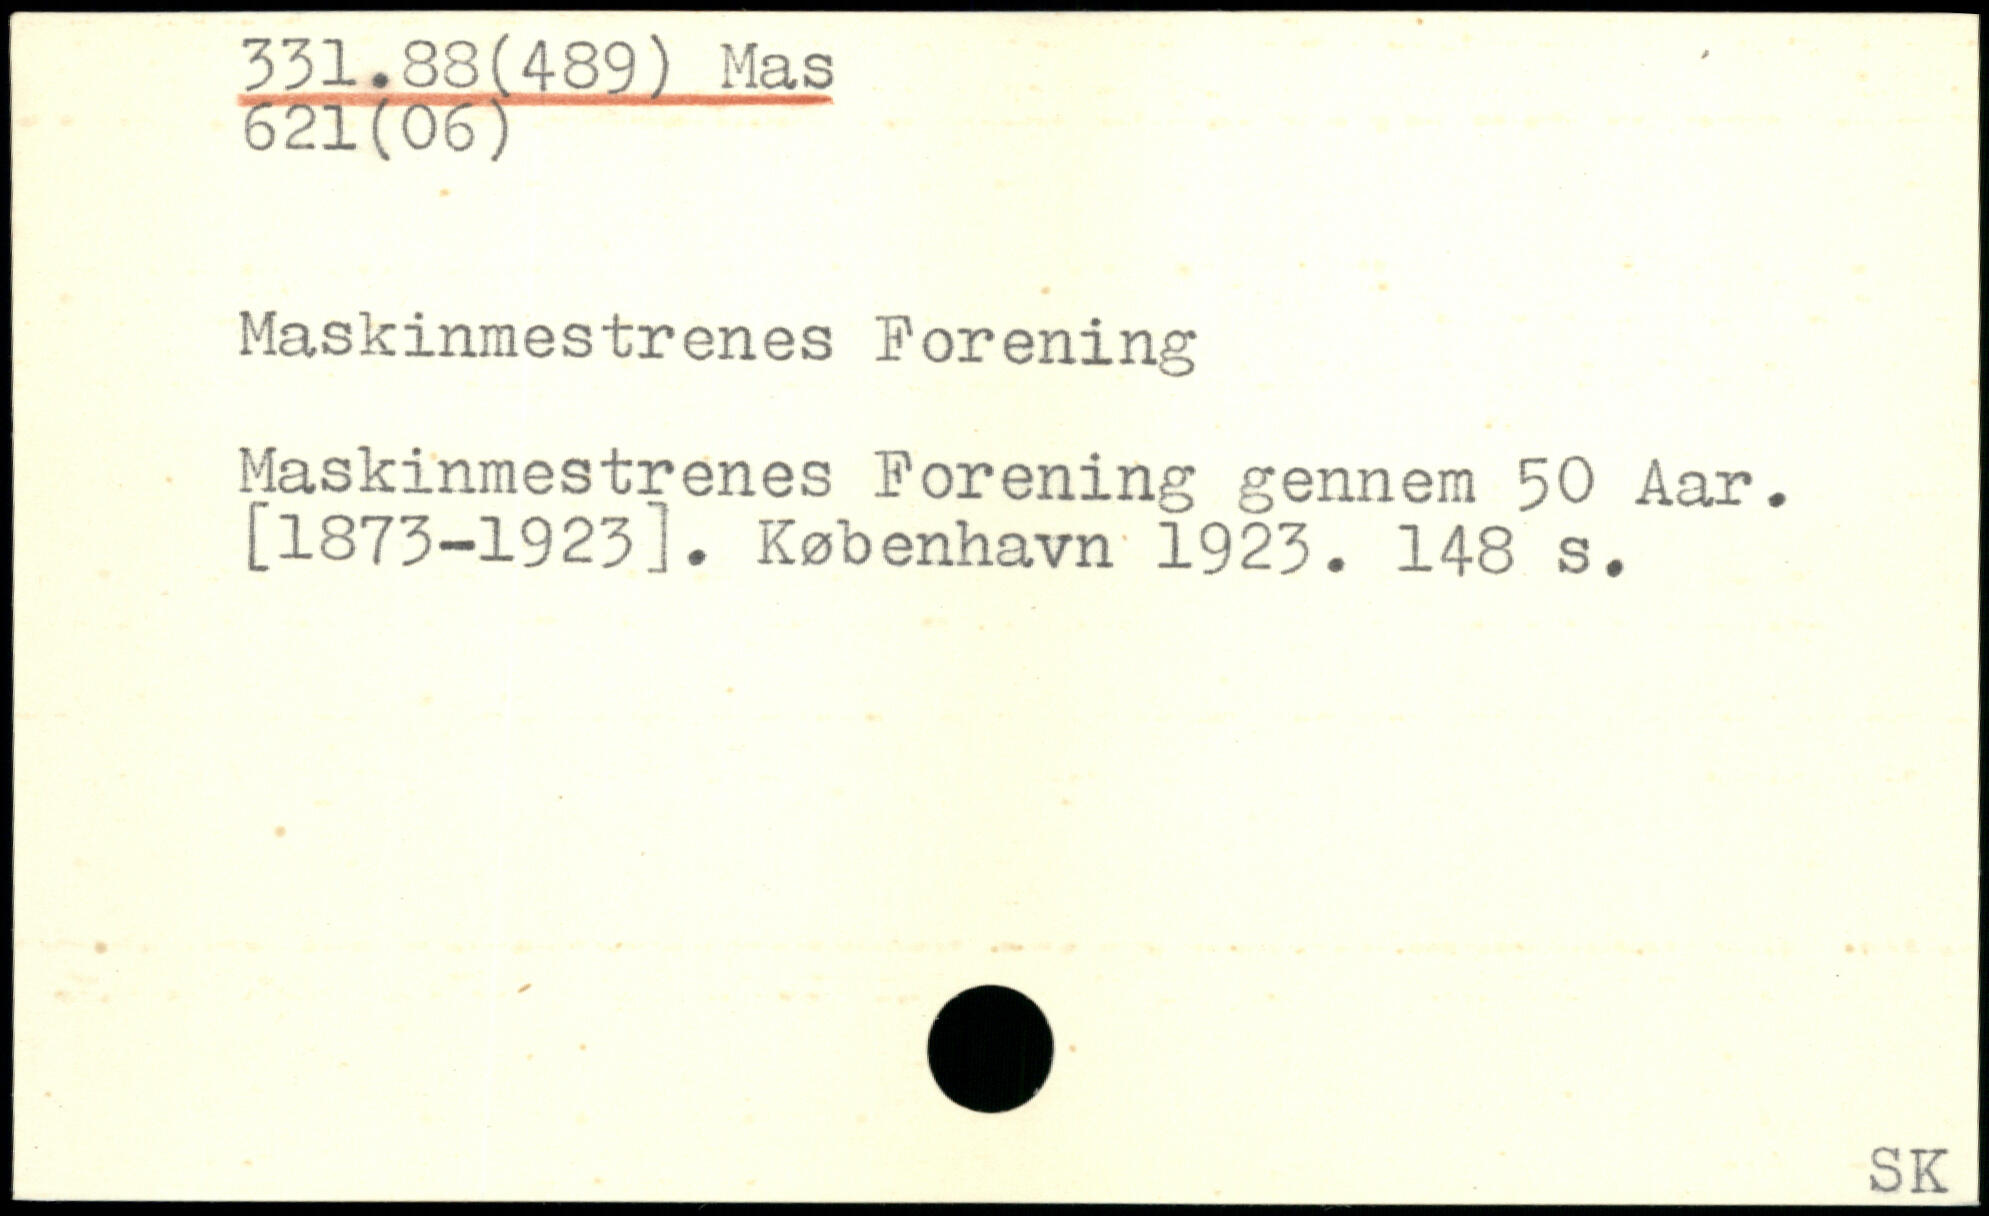 331.88(489) Mas
621(06)
Maskinmestrenes Forening
Maskinmestrenes Forening gennem 50 Aar.
[1873-1923]. København 1923. 148 s.
SK